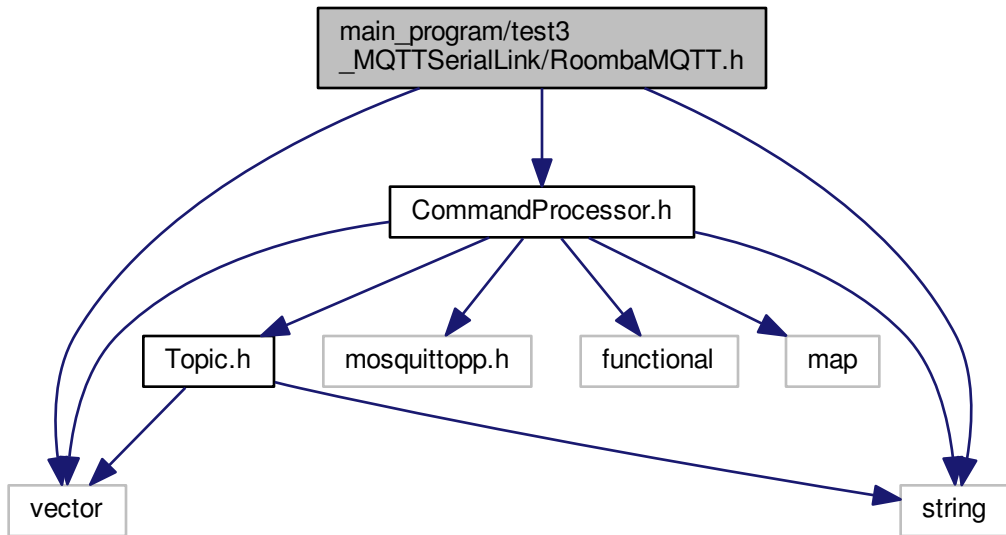 main_program/test3
_MQTTSerialLink/RoombaMQTT.h
CommandProcessor.h
Topic.h
mosquittopp.h
functional
map
vector
string